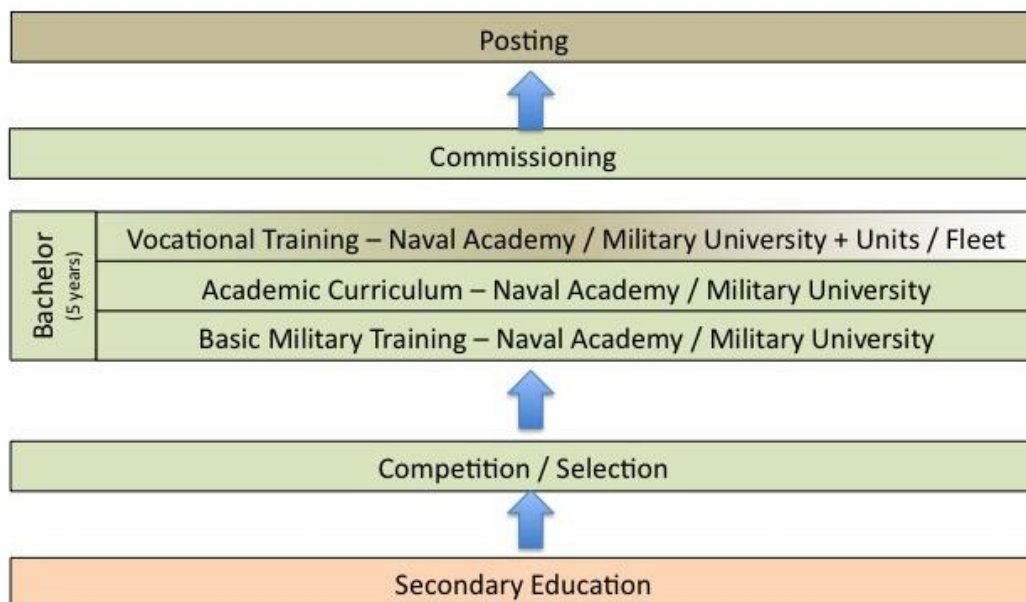 Posting
Commissioning
Bachelor
(5 years)
Vocational Training – Naval Academy / Military University + Units / Fleet
Academic Curriculum – Naval Academy / Military University
Basic Military Training – Naval Academy / Military University
Competition / Selection
Secondary Education